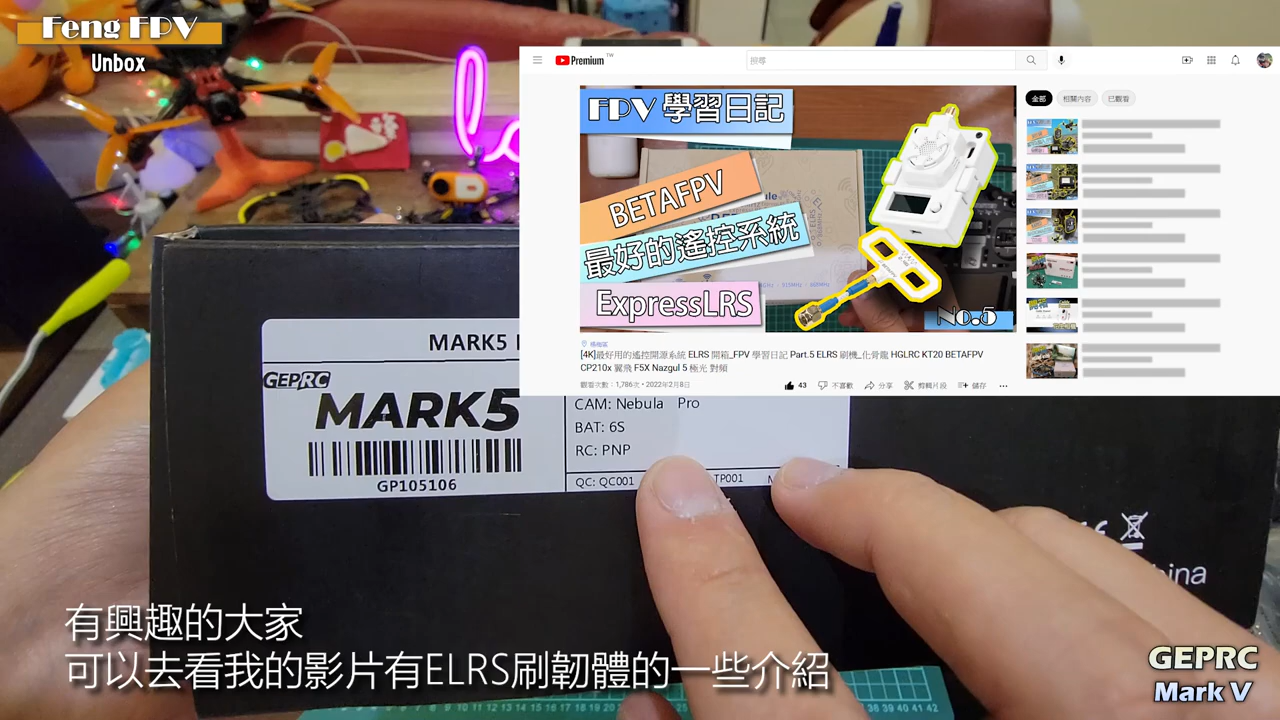 Feng FPV
Unbox
Premium
TW
搜尋
全部
相關內容
已觀看
FPV 學習日記
BETAFPV
最好的遙控系統
ExpressLRS
No.5
楊梅區
[4K]最好用的遙控開源系統 ELRS 開箱_FPV 學習日記 Part.5 ELRS 刷機_化骨龍 HGLRC KT20 BETAFPV
CP210x 翼飛 F5X Nazgul 5 極光 對頻
觀看次數：1,786次 • 2022年2月8日
43
不喜歡
分享
剪輯片段
儲存
MARK5
GEPRC
MARK5
GP105106
CAM: Nebula Pro
BAT: 6S
RC: PNP
QC: QC001
TP001
有興趣的大家
可以去看我的影片有ELRS刷韌體的一些介紹
GEPRC
Mark V